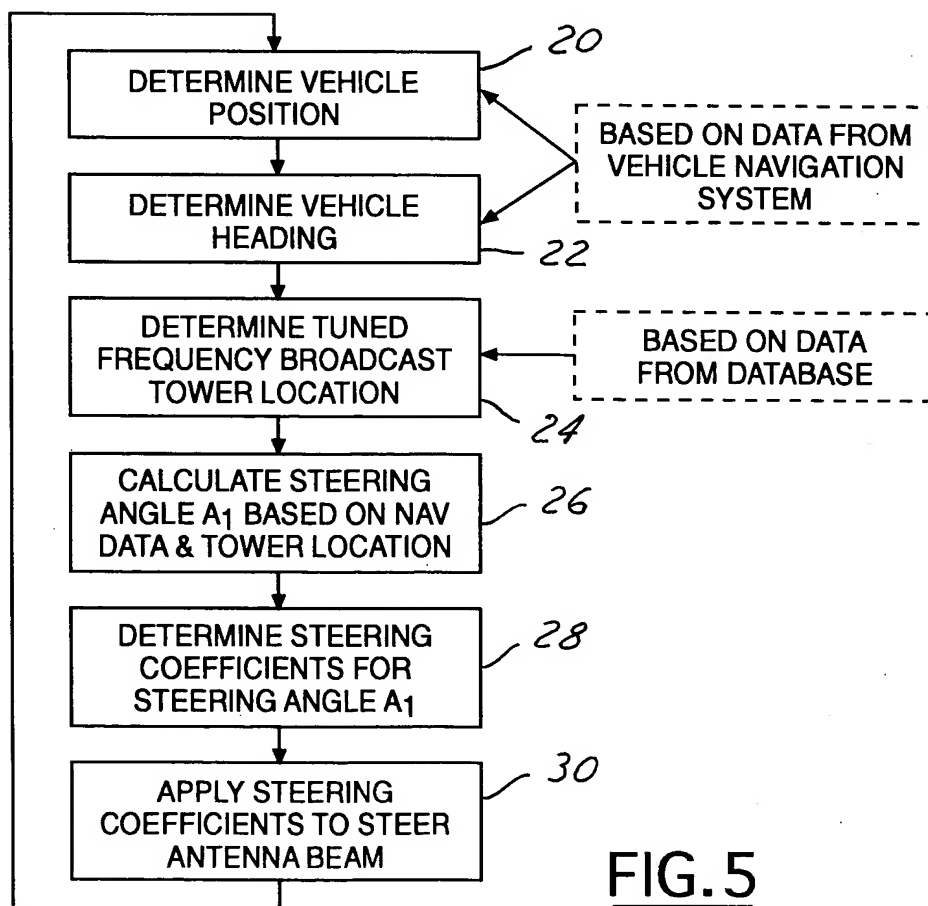 20
DETERMINE VEHICLE
POSITION
BASED ON DATA FROM
VEHICLE NAVIGATION
SYSTEM
DETERMINE VEHICLE
HEADING
22
DETERMINE TUNED
FREQUENCY BROADCAST
TOWER LOCATION
BASED ON DATA
FROM DATABASE
24
CALCULATE STEERING
ANGLE A1 BASED ON NAV
DATA & TOWER LOCATION
26
DETERMINE STEERING
COEFFICIENTS FOR
STEERING ANGLE A1
28
APPLY STEERING
COEFFICIENTS TO STEER
ANTENNA BEAM
30
FIG.5